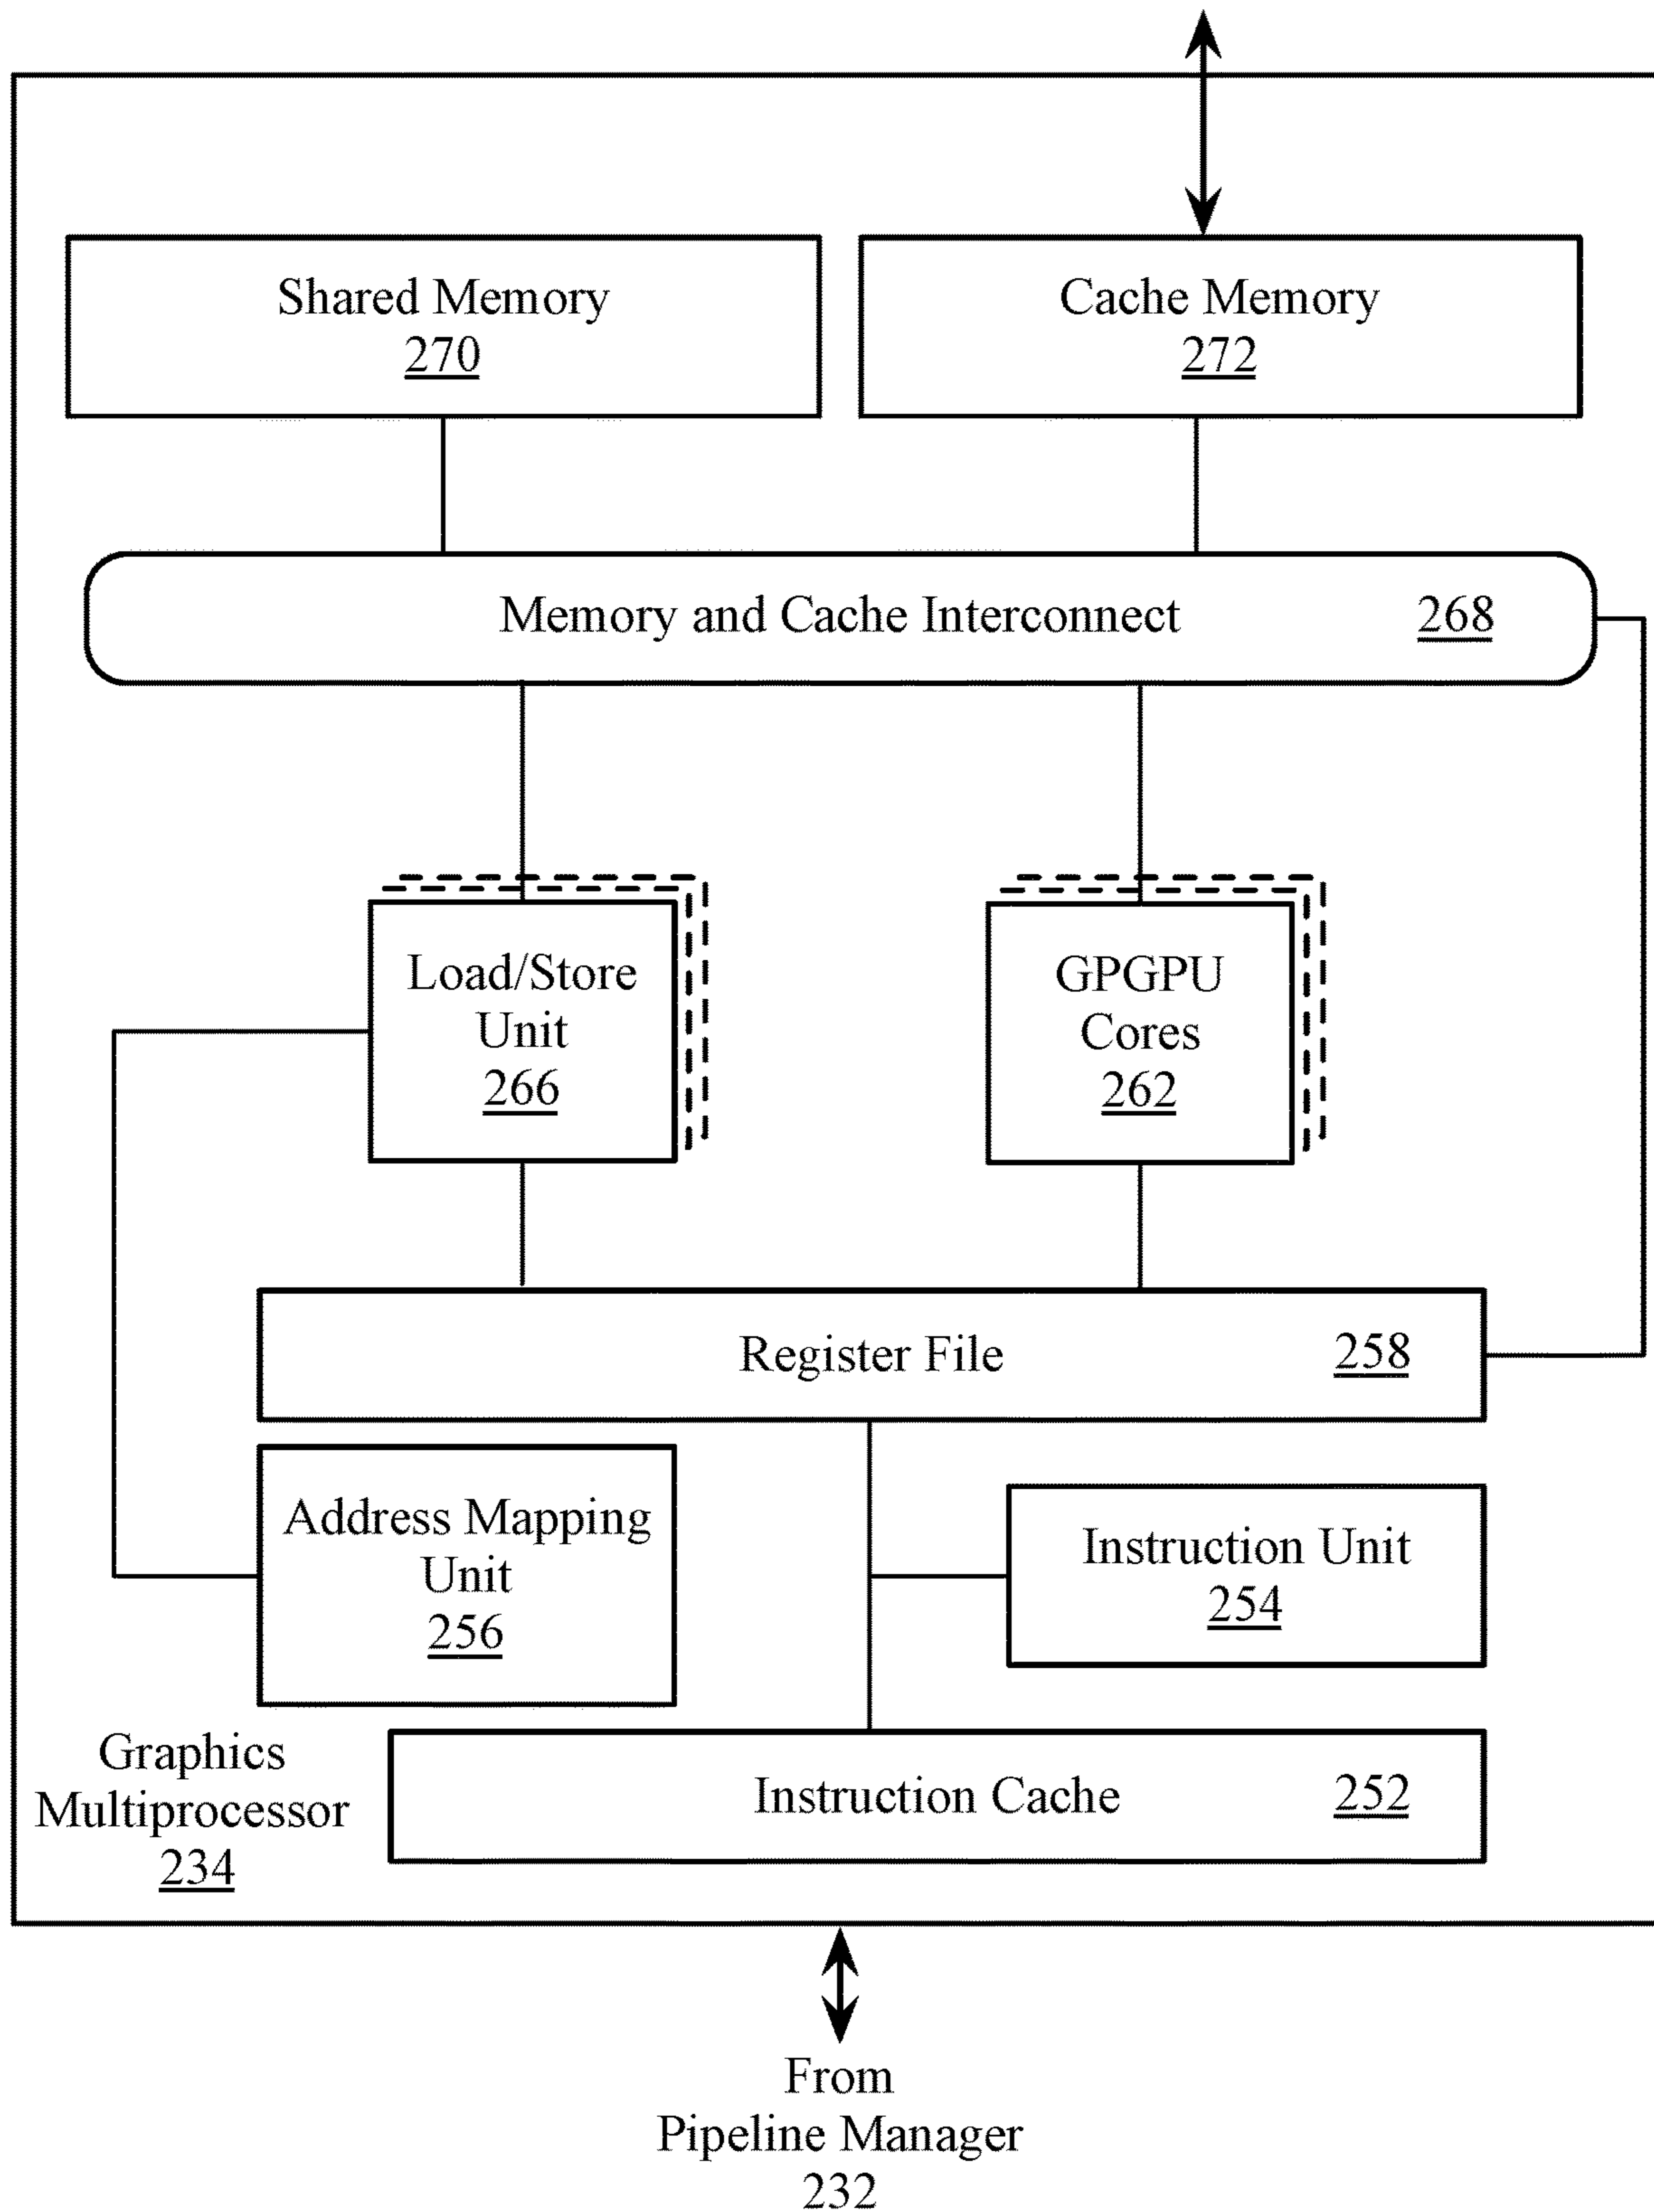 Shared Memory
270
Cache Memory
272
Memory and Cache Interconnect 268
Load/Store
Unit
266
GPGPU
Cores
262
Register File 258
Address Mapping
Unit
256
Instruction Unit
254
Graphics
Multiprocessor
234
Instruction Cache 252
From
Pipeline Manager
232